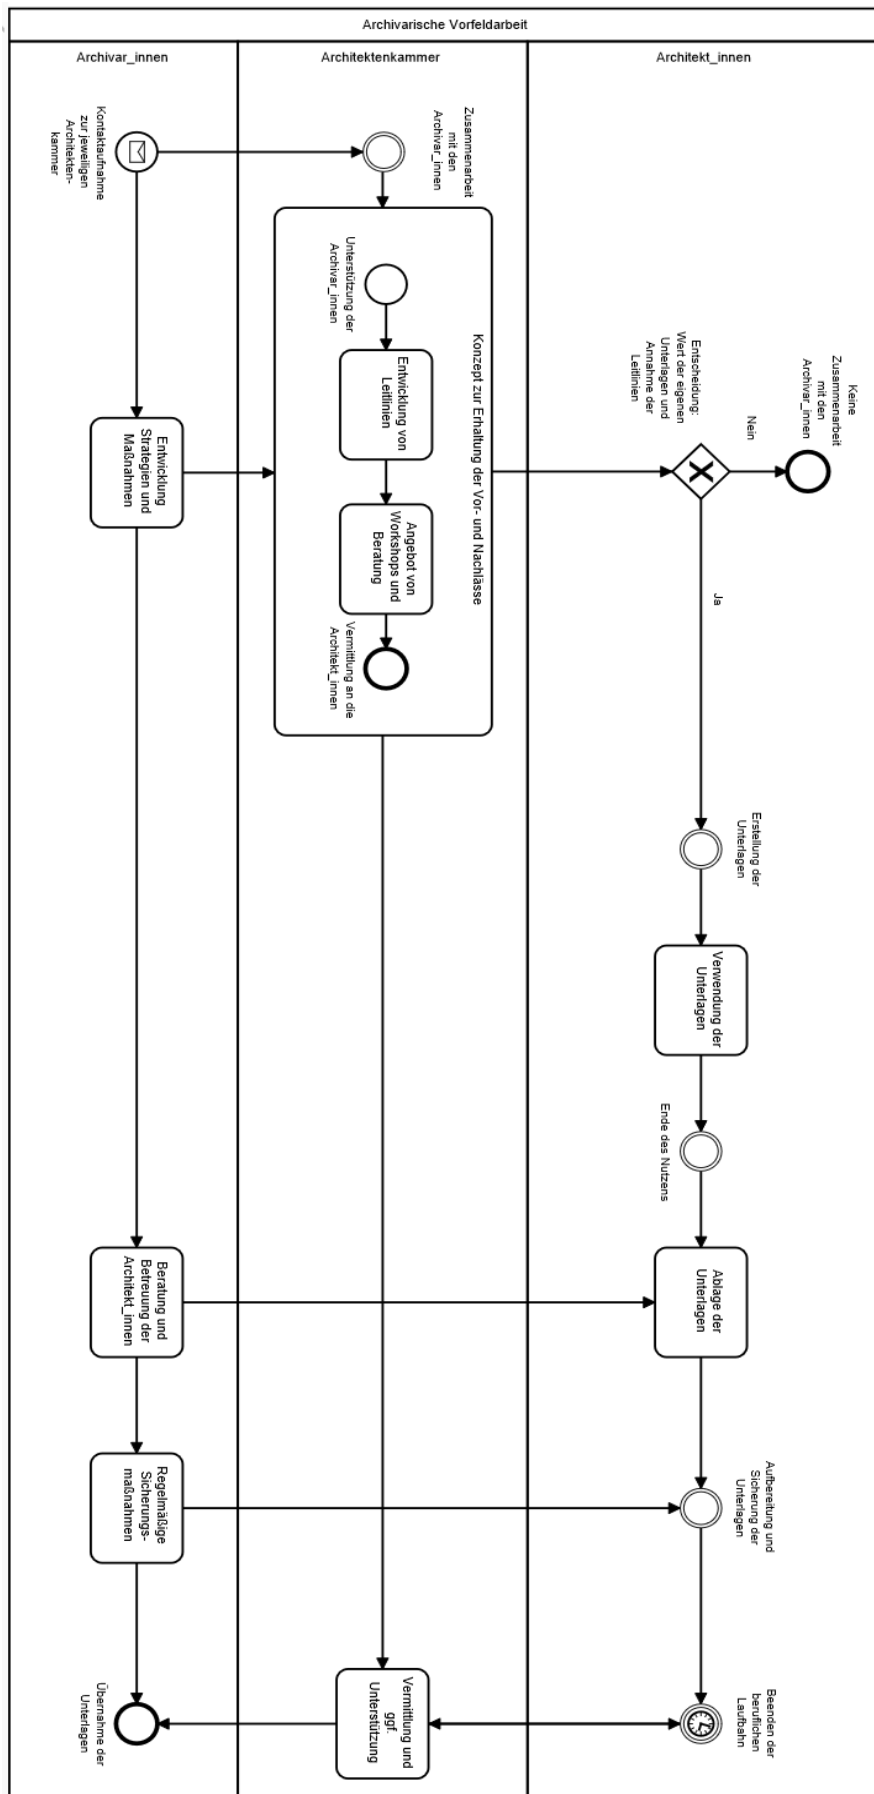 Archivarische Vorfeldarbeit
Archivar_innen
Architektenkammer
Architekt_innen
Kontaktaufnahme
zur jeweiligen
Architekten-
kammer
Zusammenarbeit
mit den
Archivar_innen
Unterstützung der
Archivar_innen
Entwicklung von
Leitlinien
Angebot von
Workshops und
Beratung
Vermittlung an die
Architekt_innen
Konzept zur Erhaltung der Vor- und Nachlässe
Entscheidung:
Wert der eigenen
Unterlagen und
Annahme der
Leitlinien
Nein
Keine
Zusammenarbeit
mit den
Archivar_innen
Ja
Entwicklung
Strategien und
Maßnahmen
Erstellung der
Unterlagen
Verwendung der
Unterlagen
Ende des Nutzens
Beratung und
Betreuung der
Architekt_innen
Ablage der
Unterlagen
Regelmäßige
Sicherungs-
maßnahmen
Aufbereitung und
Sicherung der
Unterlagen
Übernahme der
Unterlagen
Vermittlung und
ggf.
Unterstützung
Beenden der
beruflichen
Laufbahn